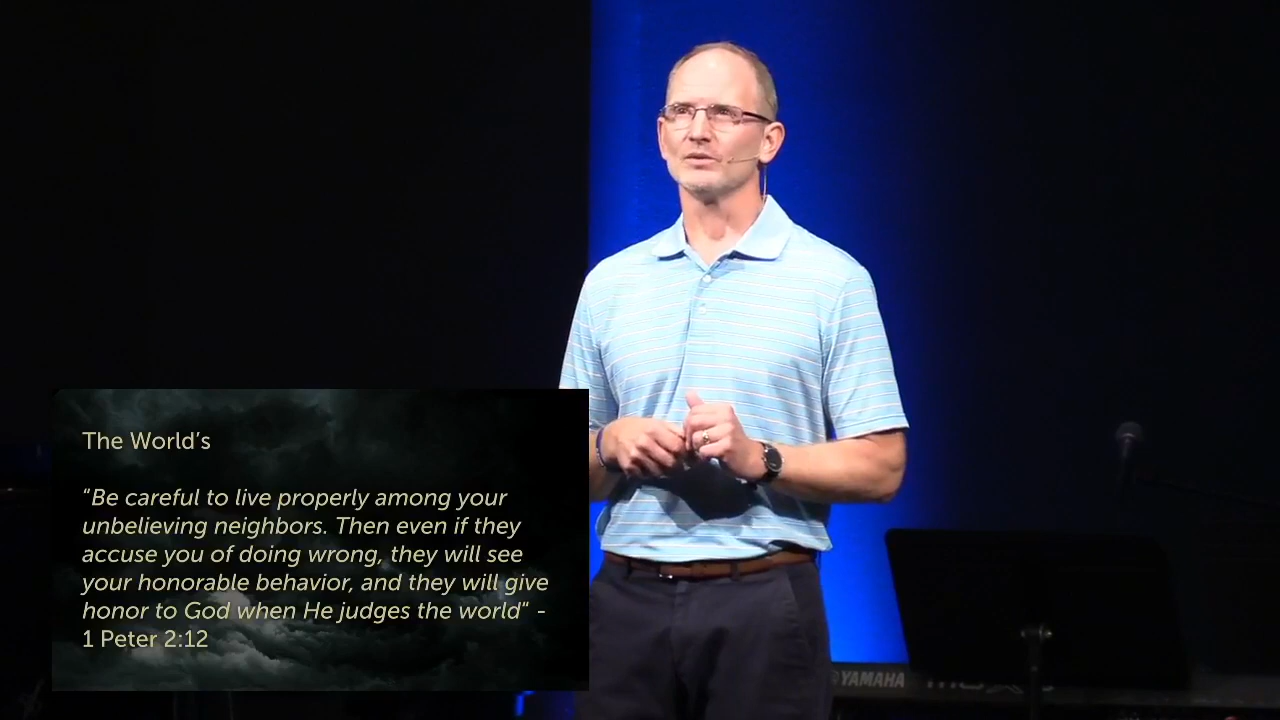 The World's
"Be careful to live properly among your
unbelieving neighbors. Then even if they
accuse you of doing wrong, they will see
your honorable behavior, and they will give
honor to God when He judges the world" -
1 Peter 2:12
YAMAHA